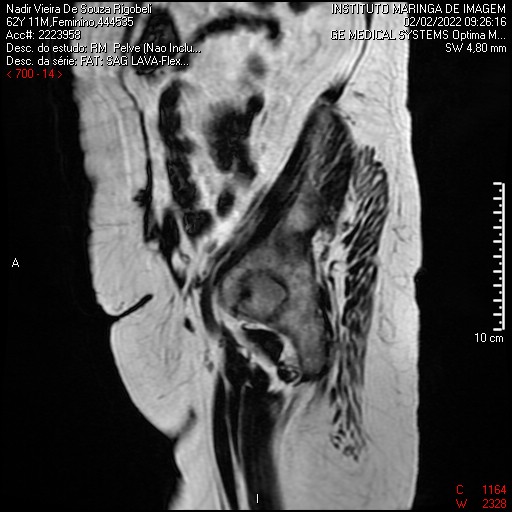 Nadir Vieira De Souza Rigobeli
62Y 11M,Feminino,444535
Acc#: 2223953
Desc. do estudo: RM  Pelve (Nao Inclu...
Desc. da série: FAT: SAG LAVA-Flex...
< 700 - 14 >
INSTITUTO MARINGA DE IMAGEM
02/02/2022 09:26:16
GE MEDICAL SYSTEMS Optima M...
SW 4,80 mm
A
10 cm
I
C 1164
W 2328